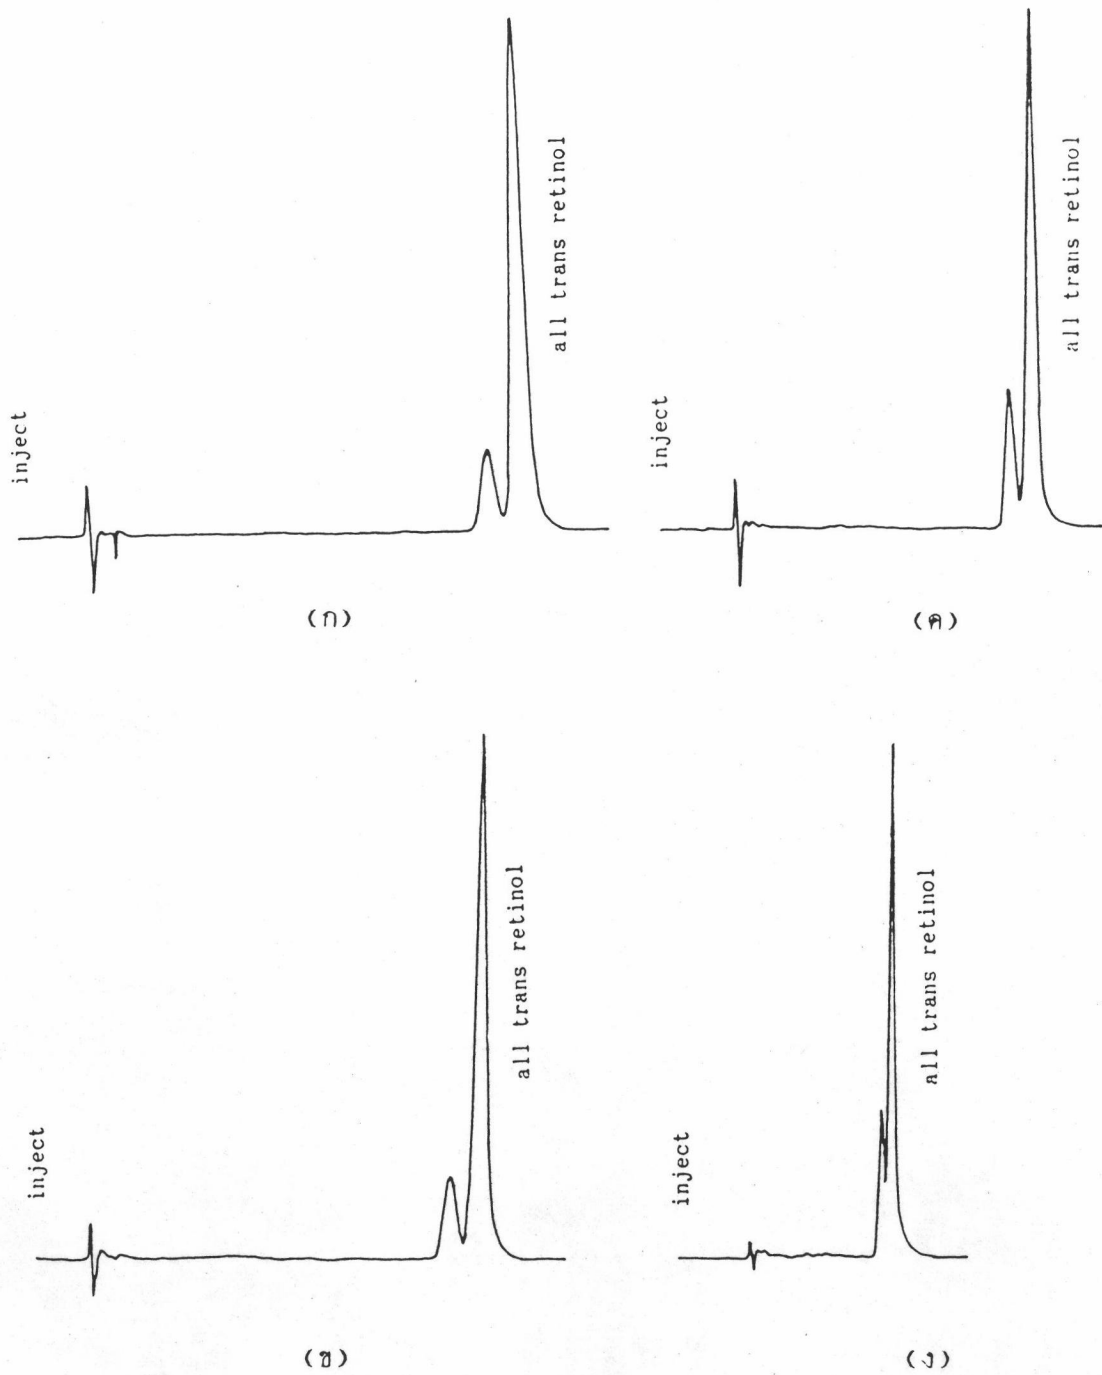 inject
all trans retinol
(ก)
inject
all trans retinol
(ค)
inject
all trans retinol
(ข)
inject
all trans retinol
(ง)